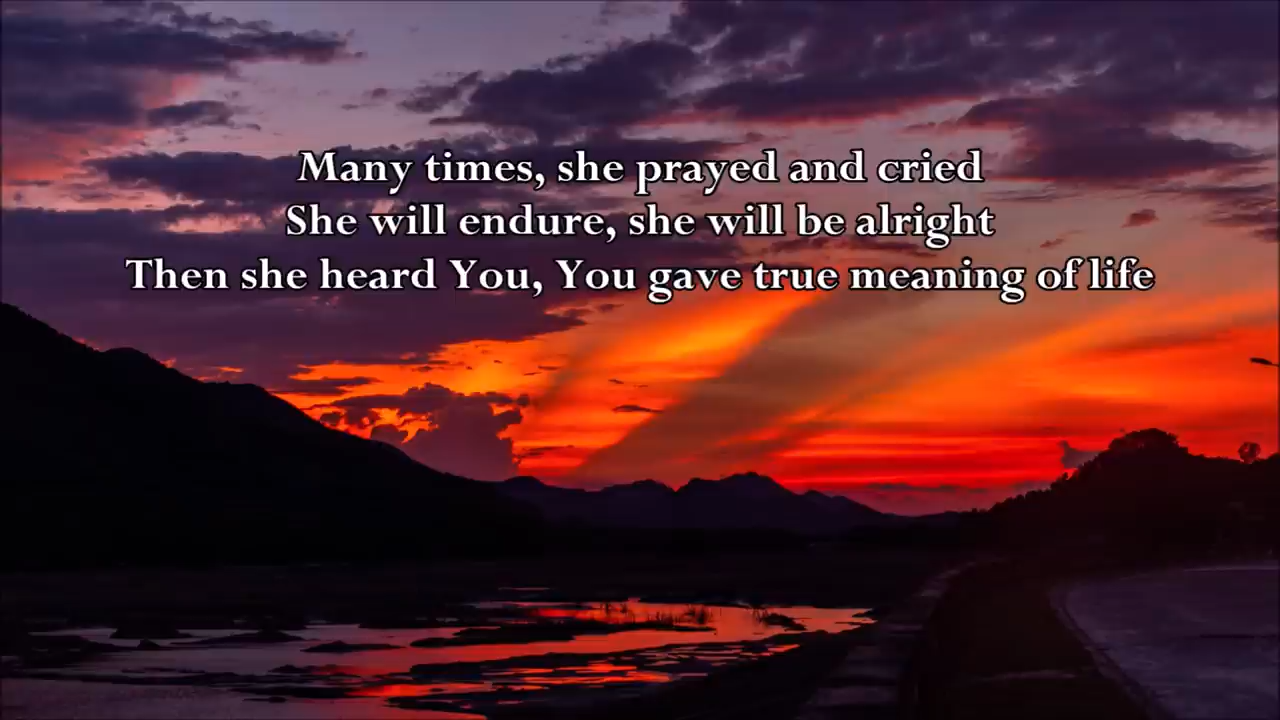 Many times, she prayed and cried
She will endure, she will be alright
Then she heard You, You gave true meaning of life